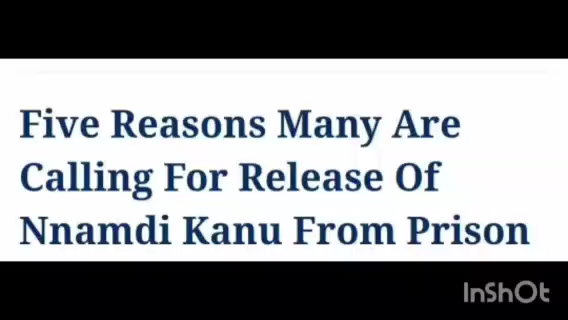 Five Reasons Many Are
Calling For Release Of
Nnamdi Kanu From Prison
InShOt